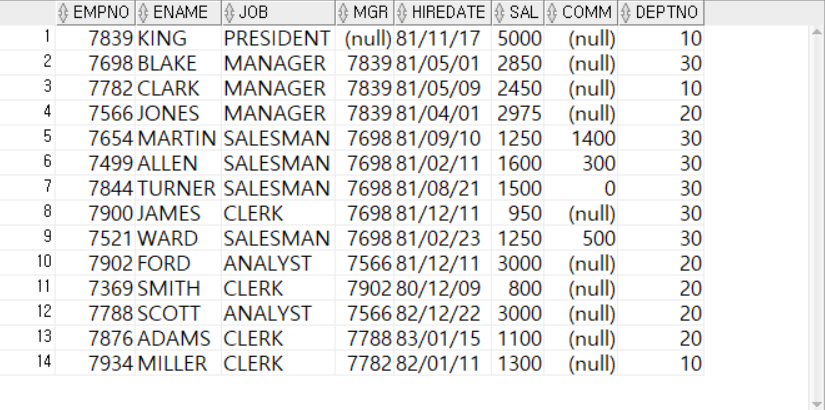 EMPNO ENAME JOB MGR HIREDATE SAL COMM DEPTNO
1 7839 KING PRESIDENT (null) 81/11/17 5000 (null) 10
2 7698 BLAKE MANAGER 7839 81/05/01 2850 (null) 30
3 7782 CLARK MANAGER 7839 81/05/09 2450 (null) 10
4 7566 JONES MANAGER 7839 81/04/01 2975 (null) 20
5 7654 MARTIN SALESMAN 7698 81/09/10 1250 1400 30
6 7499 ALLEN SALESMAN 7698 81/02/11 1600 300 30
7 7844 TURNER SALESMAN 7698 81/08/21 1500 0 30
8 7900 JAMES CLERK 7698 81/12/11 950 (null) 30
9 7521 WARD SALESMAN 7698 81/02/23 1250 500 30
10 7902 FORD ANALYST 7566 81/12/11 3000 (null) 20
11 7369 SMITH CLERK 7902 80/12/09 800 (null) 20
12 7788 SCOTT ANALYST 7566 82/12/22 3000 (null) 20
13 7876 ADAMS CLERK 7788 83/01/15 1100 (null) 20
14 7934 MILLER CLERK 7782 82/01/11 1300 (null) 10